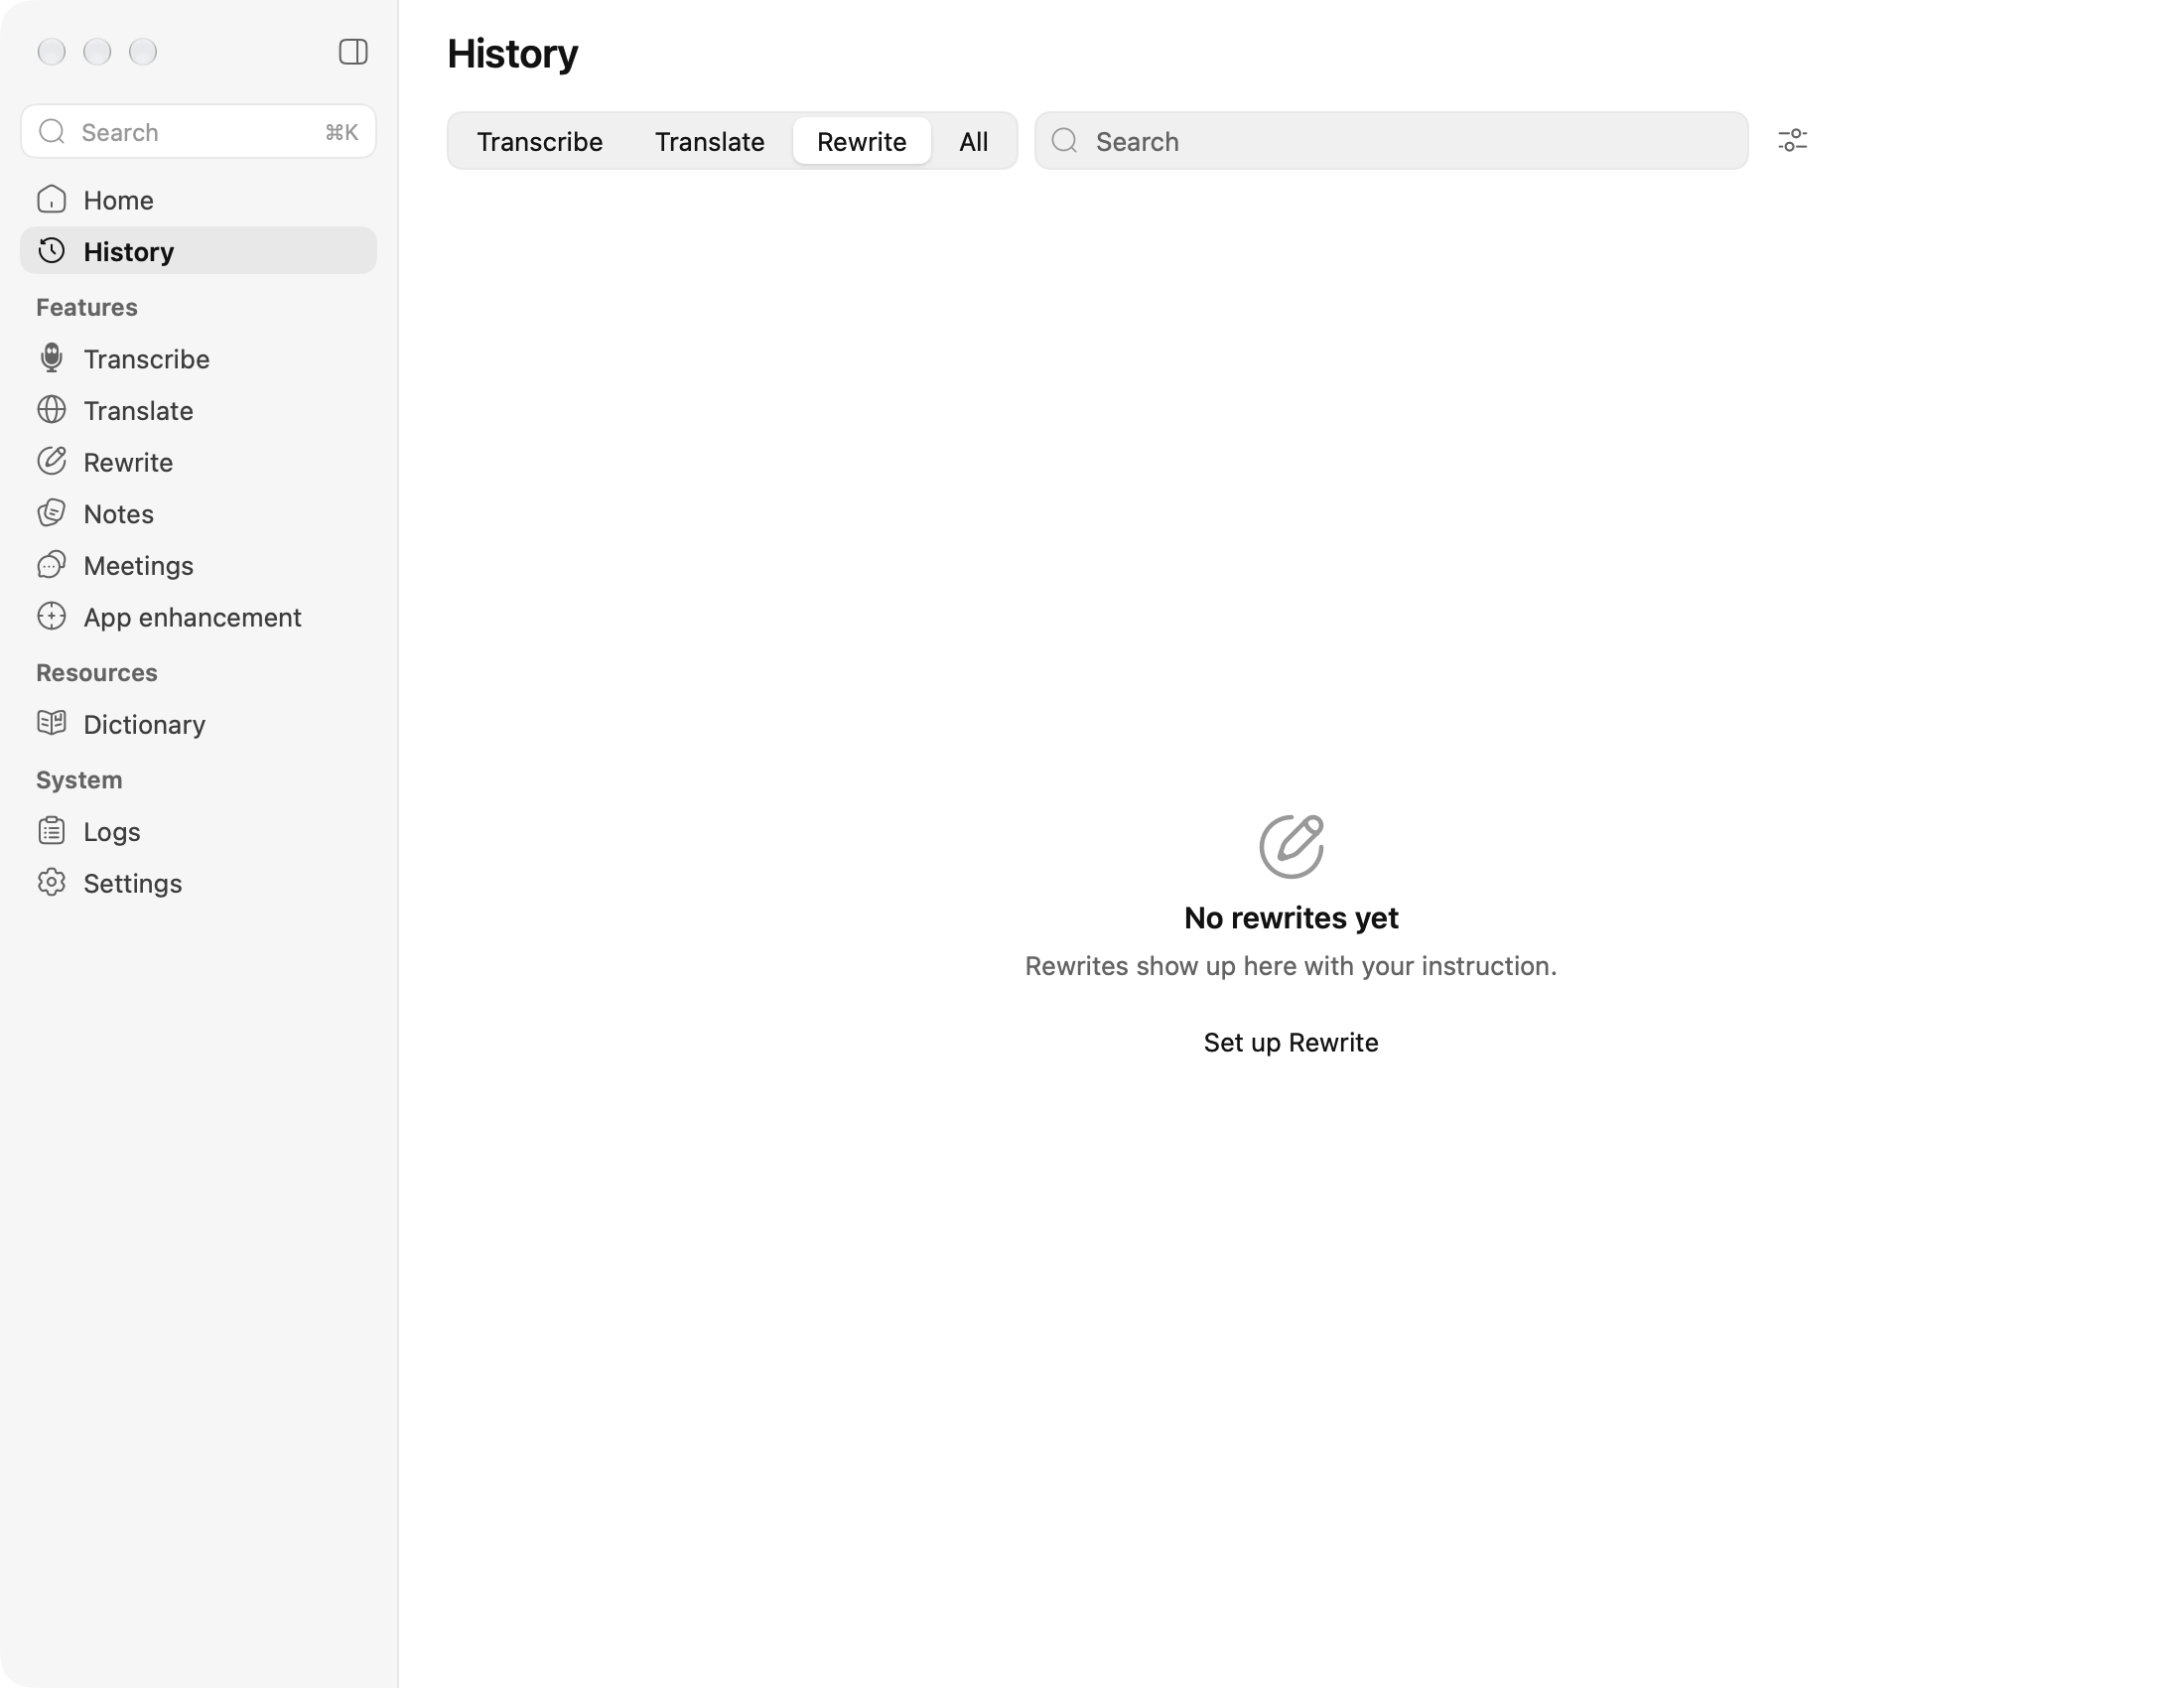 Search ⌘K
Home
History
Features
Transcribe
Translate
Rewrite
Notes
Meetings
App enhancement
Resources
Dictionary
System
Logs
Settings
History
Transcribe Translate Rewrite All Search
No rewrites yet
Rewrites show up here with your instruction.
Set up Rewrite